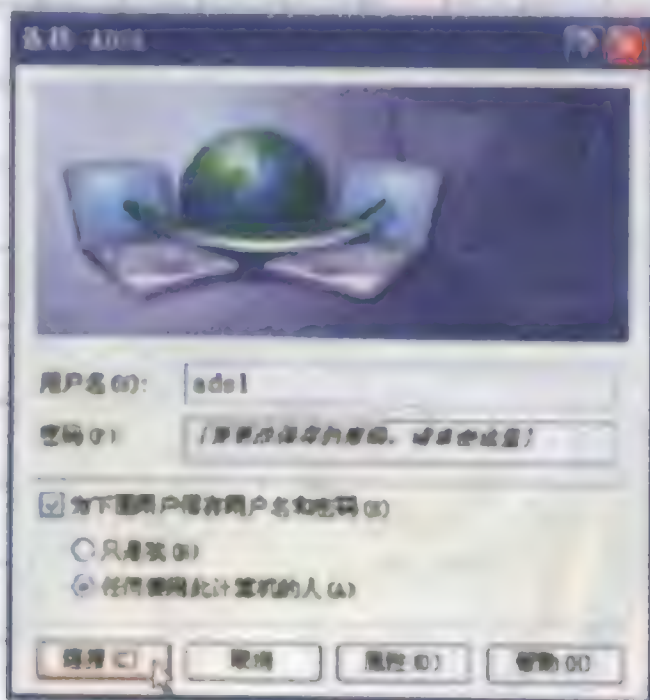 连接 ADSL
用户名(U): adsl
密码(P)
为下面用户保存用户名和密码(S)
只是我(N)
任何使用此计算机的人(A)
取消
属性(O)
帮助(H)